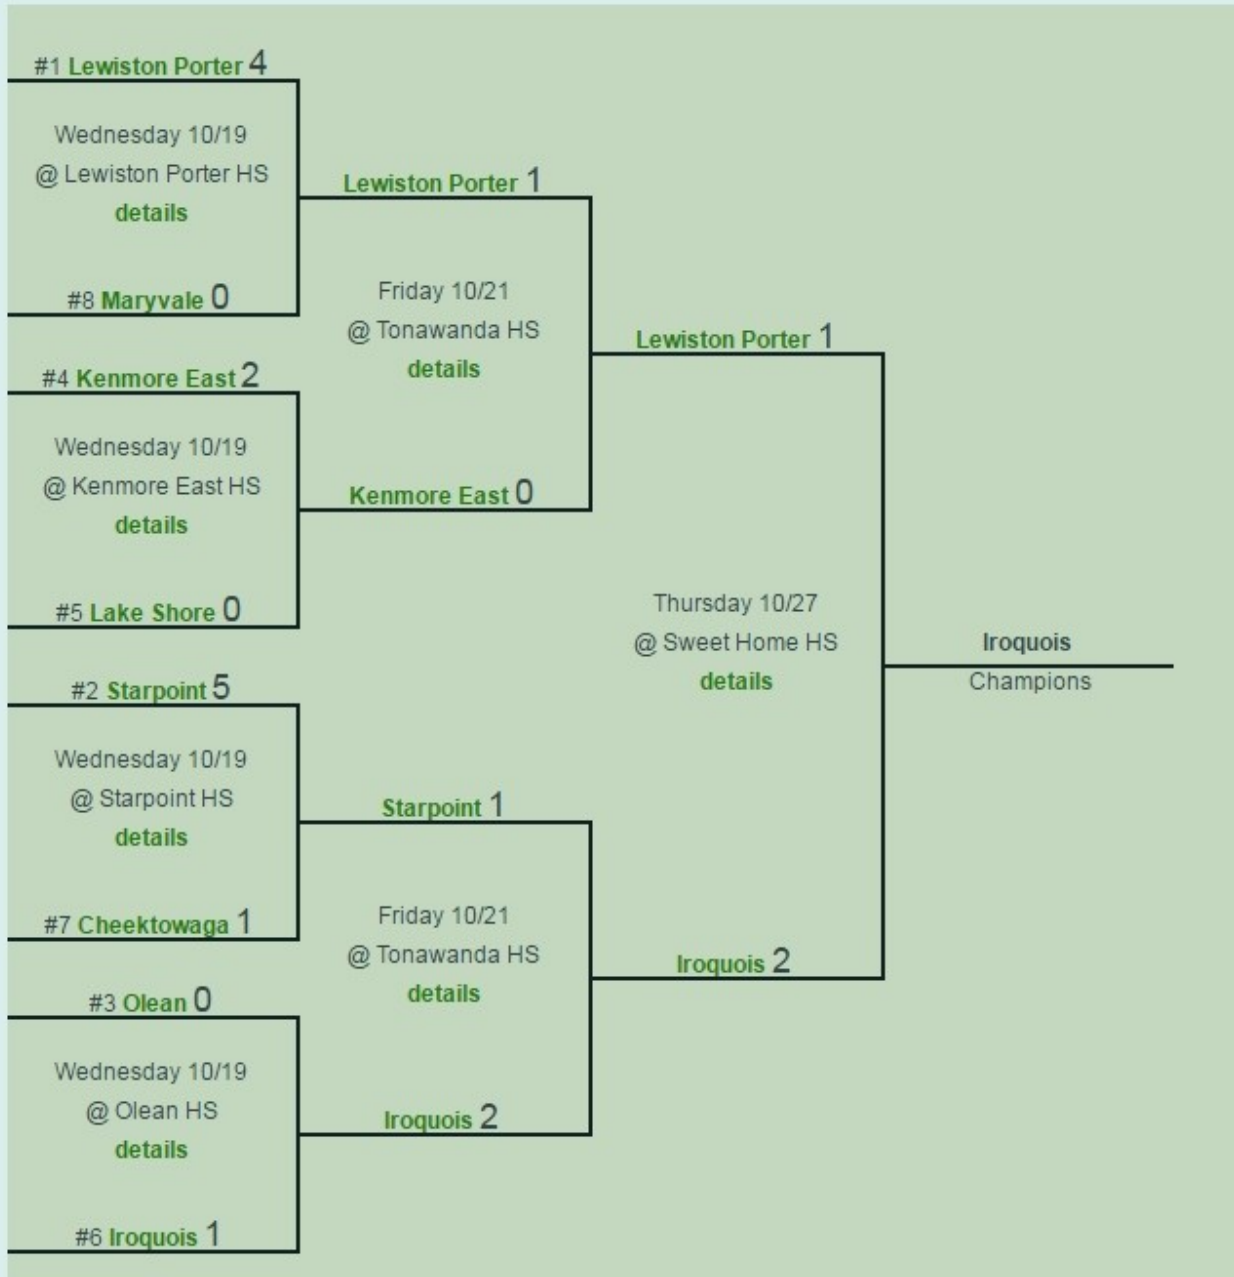 #1 Lewiston Porter 4
Wednesday 10/19
@ Lewiston Porter HS
details
#8 Maryvale 0
#4 Kenmore East 2
Wednesday 10/19
@ Kenmore East HS
details
#5 Lake Shore 0
#2 Starpoint 5
Wednesday 10/19
@ Starpoint HS
details
#7 Cheektowaga 1
#3 Olean 0
Wednesday 10/19
@ Olean HS
details
#6 Iroquois 1
Lewiston Porter 1
Friday 10/21
@ Tonawanda HS
details
Kenmore East 0
Starpoint 1
Friday 10/21
@ Tonawanda HS
details
Iroquois 2
Lewiston Porter 1
Thursday 10/27
@ Sweet Home HS
details
Iroquois 2
Iroquois
Champions